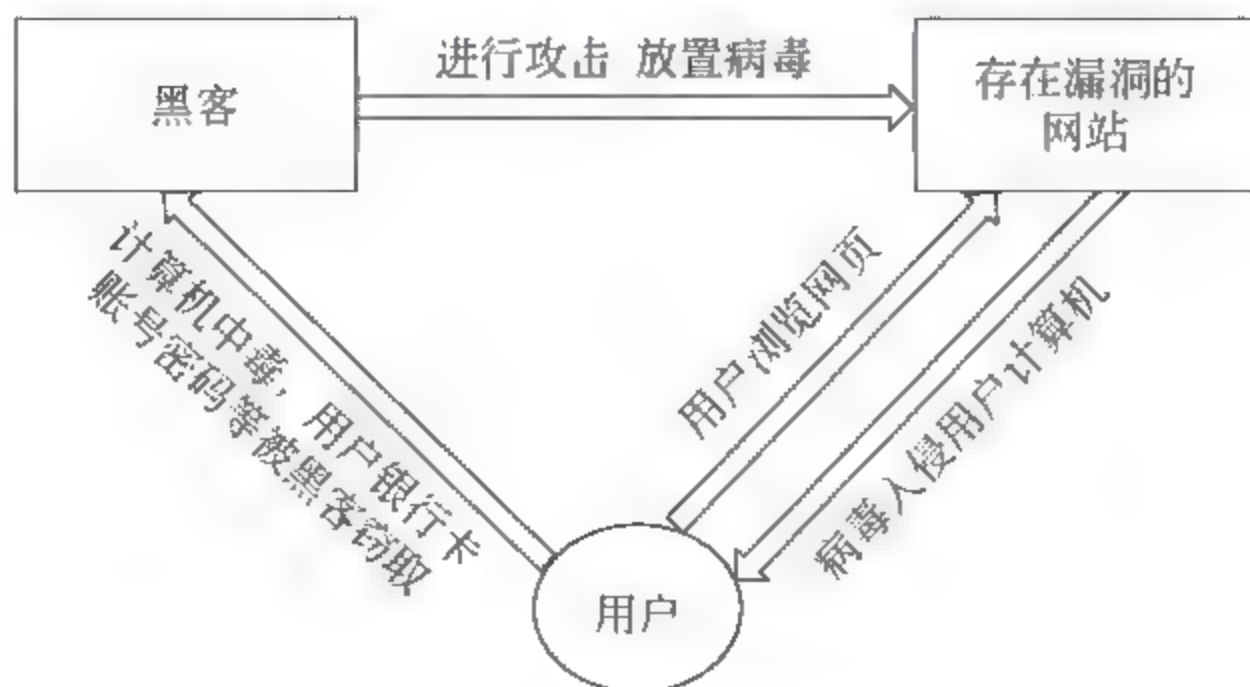 黑客
进行攻击 放置病毒
存在漏洞的
网站
计算机中毒，用户银行卡
账号密码等被黑客窃取
用户浏览网页
病毒入侵用户计算机
用户